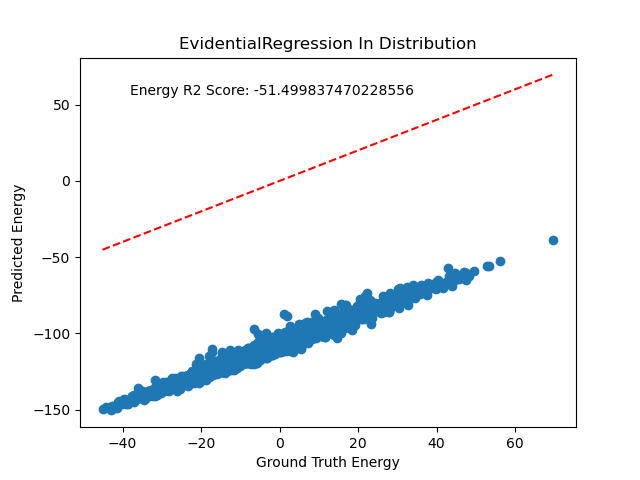 EvidentialRegression In Distribution
Energy R2 Score: -51.499837470228556
50
0
−50
−100
−150
Predicted Energy
−40
−20
0
20
40
60
Ground Truth Energy